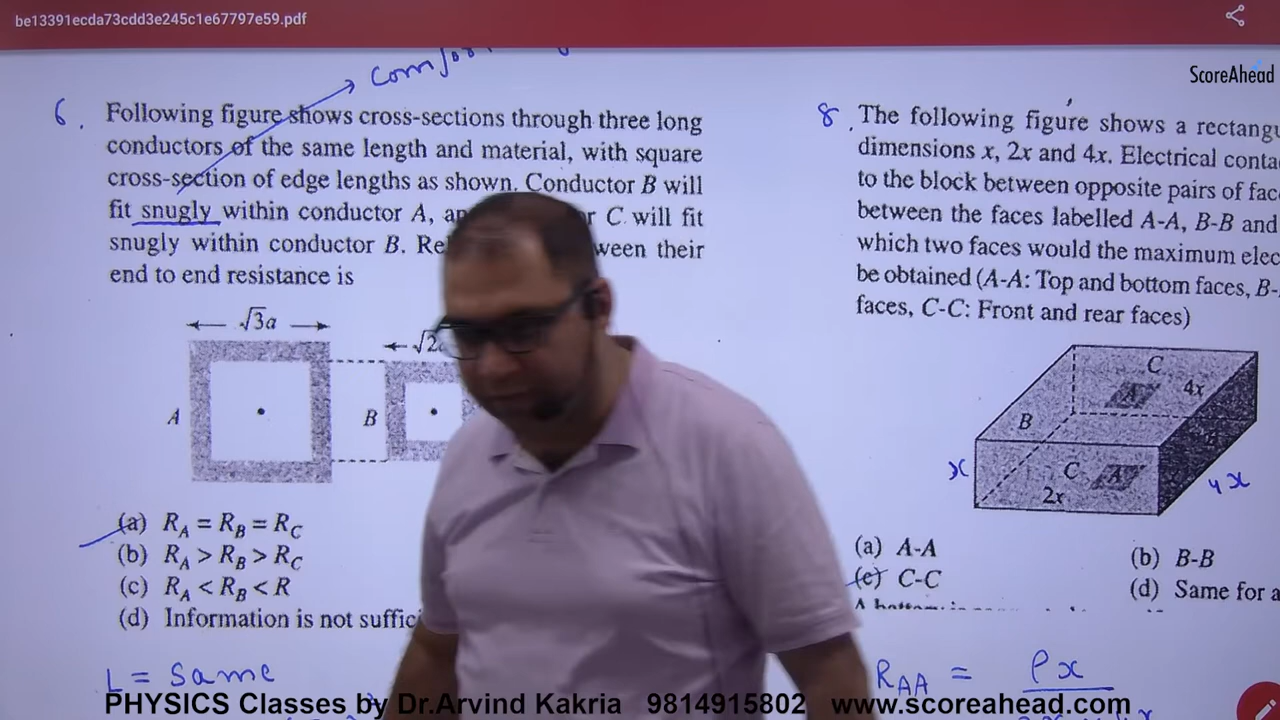 be13391ecda73cdd3e245c1e67797e59.pdf
ScoreAhead
6.
Following figure shows cross-sections through three long
conductors of the same length and material, with square
cross-section of edge lengths as shown. Conductor B will
fit snugly within conductor A, C will fit
snugly within conductor B. their
end to end resistance is
√3a
A
B
(a) R_A = R_B = R_C
(b) R_A > R_B > R_C
(c) R_A < R_B < R
(d) Information is not
L = Same
8.
The following figure shows a
dimensions x, 2x and 4x. Electrical
to the block between opposite pairs of
between the faces labelled A-A, B-B and
which two faces would the maximum
be obtained (A-A: Top and bottom faces,
faces, C-C: Front and rear faces)
C
A
4x
B
x
C
A
2x
4x
(a) A-A
(b) B-B
(c) C-C
(d) Same for
R_AA = ρx
PHYSICS Classes by Dr.Arvind Kakria 9814915802 www.scoreahead.com